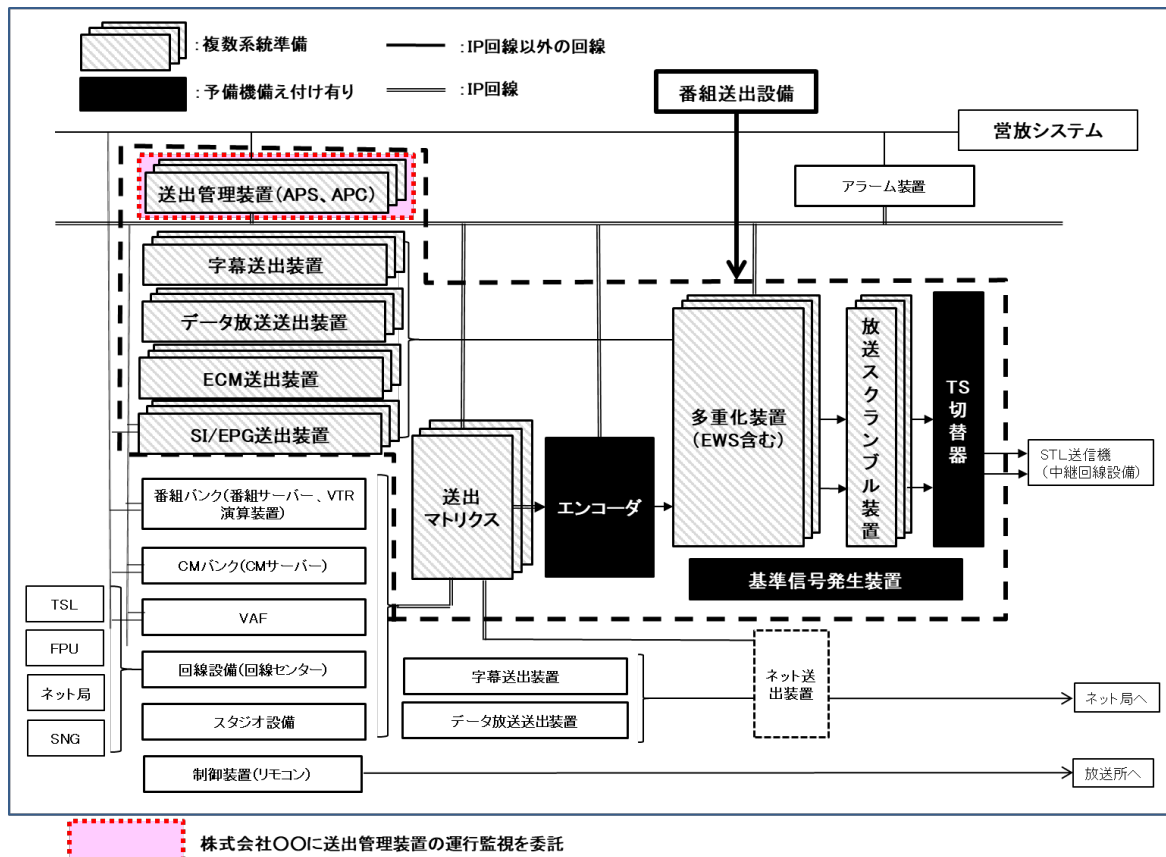 ：複数系統準備
：IP回線以外の回線
：予備機備え付け有り
：IP回線
番組送出設備
営放システム
アラーム装置
送出管理装置(APS、APC)
字幕送出装置
データ放送送出装置
ECM送出装置
SI/EPG送出装置
多重化装置
(EWS含む)
放送スクランブル装置
TS切替器
送出
マトリクス
エンコーダ
基準信号発生装置
STL送信機
(中継回線設備)
番組バンク(番組サーバー、VTR
演算装置)
CMバンク(CMサーバー)
VAF
回線設備(回線センター)
スタジオ設備
制御装置(リモコン)
TSL
FPU
ネット局
SNG
字幕送出装置
データ放送送出装置
ネット送
出装置
ネット局へ
放送所へ
株式会社〇〇に送出管理装置の運行監視を委託